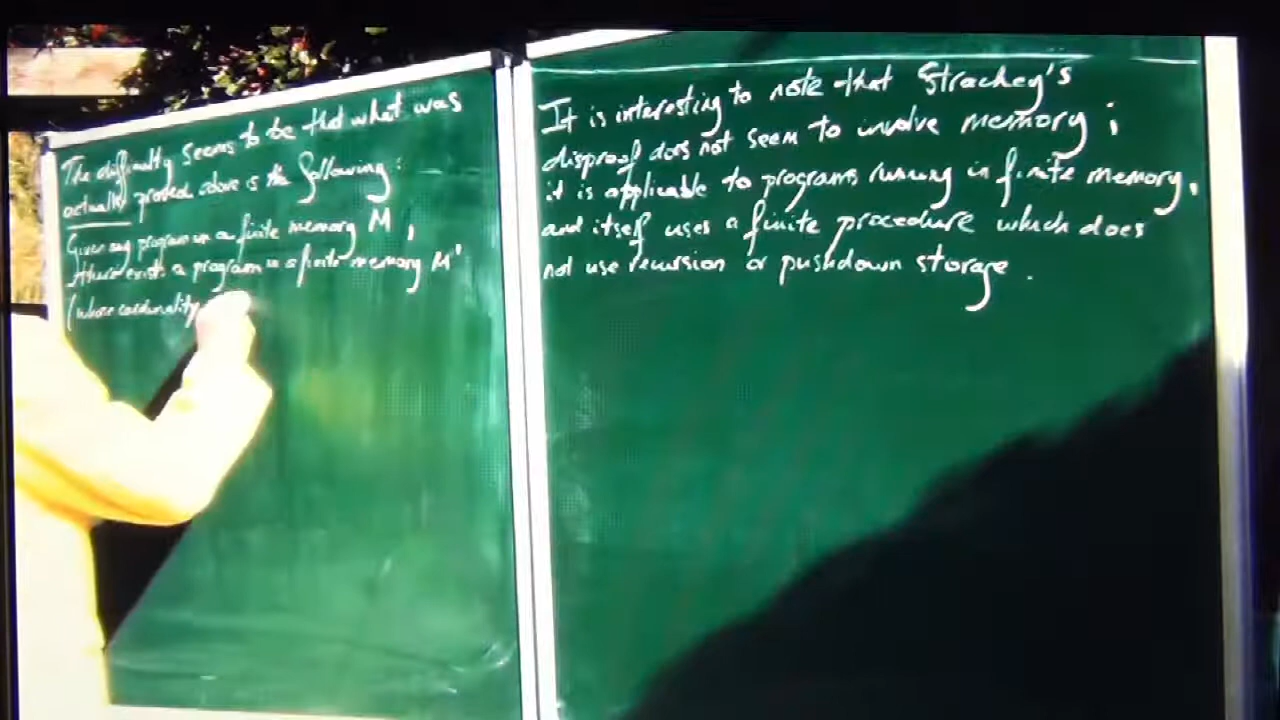 The difficulty seems to be that what was
actually proved above is the following:
Given any program in a finite memory M,
there exists a program in a finite memory M'
(whose cardinality
It is interesting to note that Strachey's
disproof does not seem to involve memory;
it is applicable to programs running in finite memory,
and itself uses a finite procedure which does
not use recursion or pushdown storage.